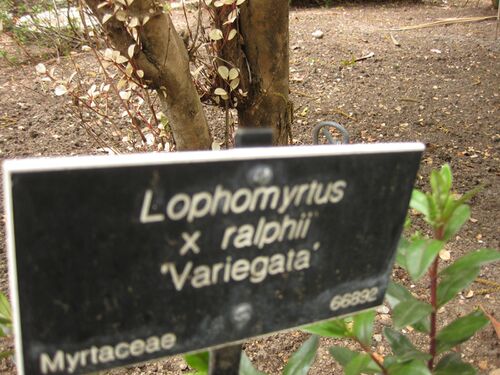 Lophomyrtus
x ralphii
'Variegata'
66892
Myrtaceae